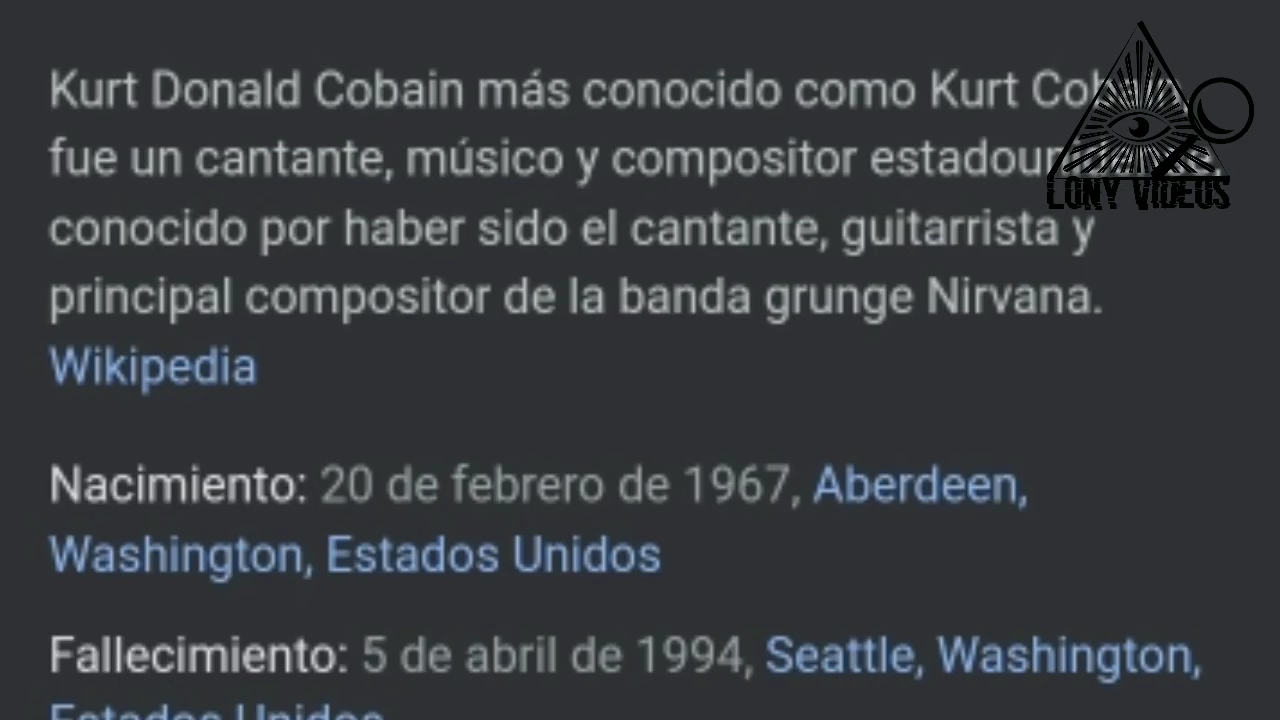 Kurt Donald Cobain más conocido como Kurt
fue un cantante, músico y compositor
conocido por haber sido el cantante, guitarrista y
principal compositor de la banda grunge Nirvana.
Wikipedia
Nacimiento: 20 de febrero de 1967, Aberdeen,
Washington, Estados Unidos
Fallecimiento: 5 de abril de 1994, Seattle, Washington,
Estados Unidos
LONY VIDEOS